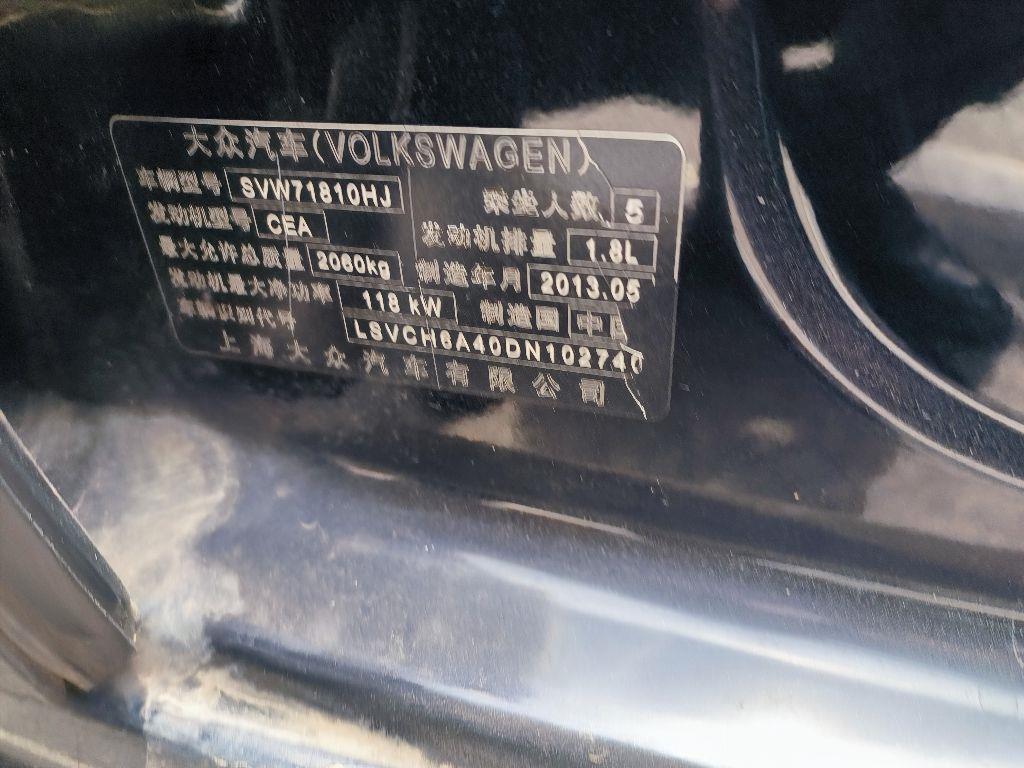 大众汽车(VOLKSWAGEN)
车辆型号 SVW71810HJ 乘坐人数 5
发动机型号 CEA 发动机排量 1.8L
最大允许总质量 2060kg 制造年月 2013.05
发动机最大净功率 118 kW 制造国 中
车辆识别代号 LSVCH6A40DN102740
上海大众汽车有限公司